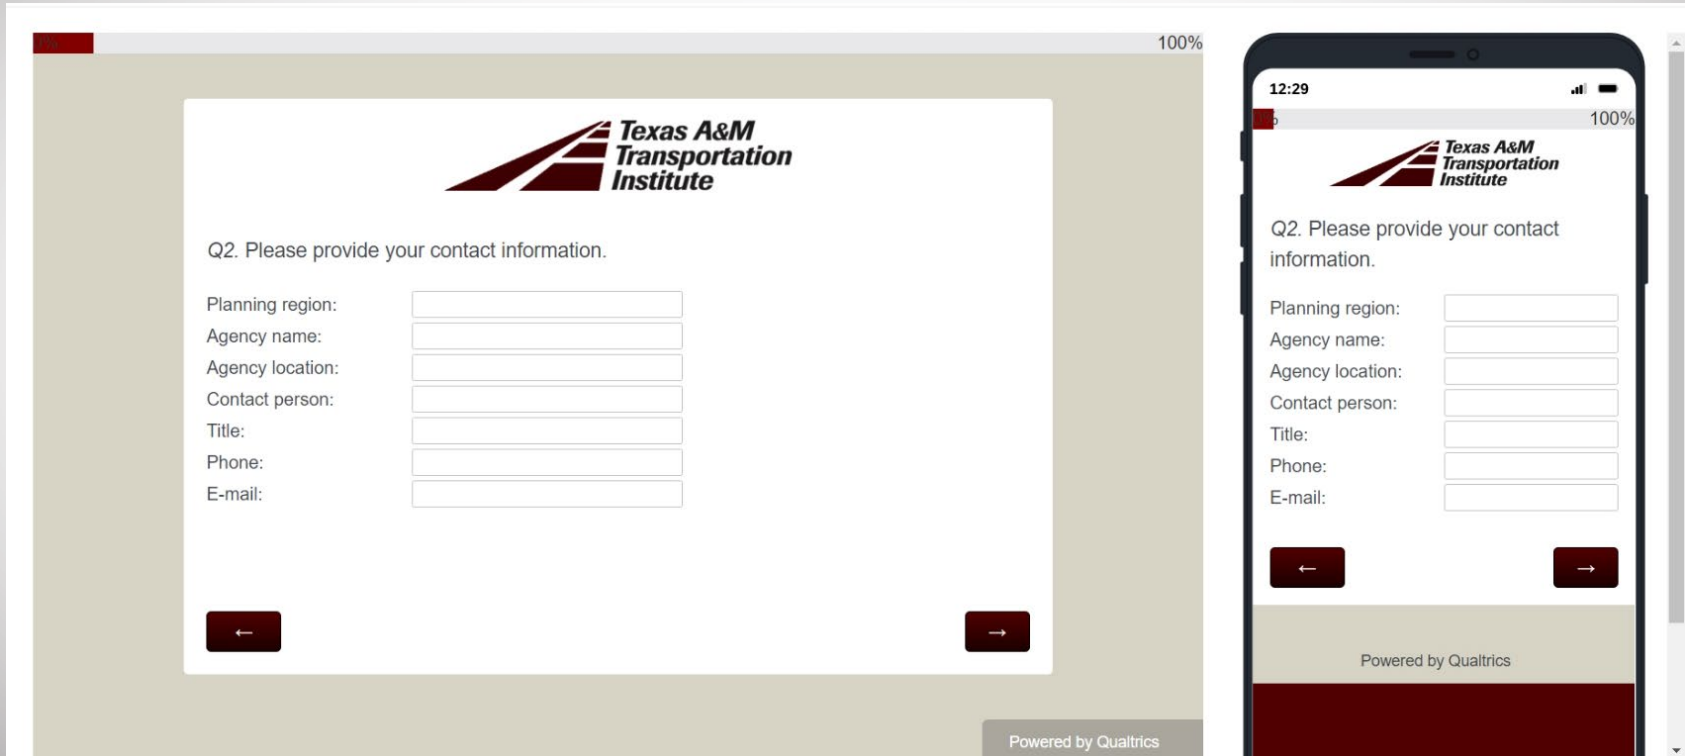 0%
100%
Texas A&M
Transportation
Institute
Q2. Please provide your contact information.
Planning region:
Agency name:
Agency location:
Contact person:
Title:
Phone:
E-mail:
←
→
Powered by Qualtrics
12:29
0%
100%
Texas A&M
Transportation
Institute
Q2. Please provide your contact
information.
Planning region:
Agency name:
Agency location:
Contact person:
Title:
Phone:
E-mail:
←
→
Powered by Qualtrics